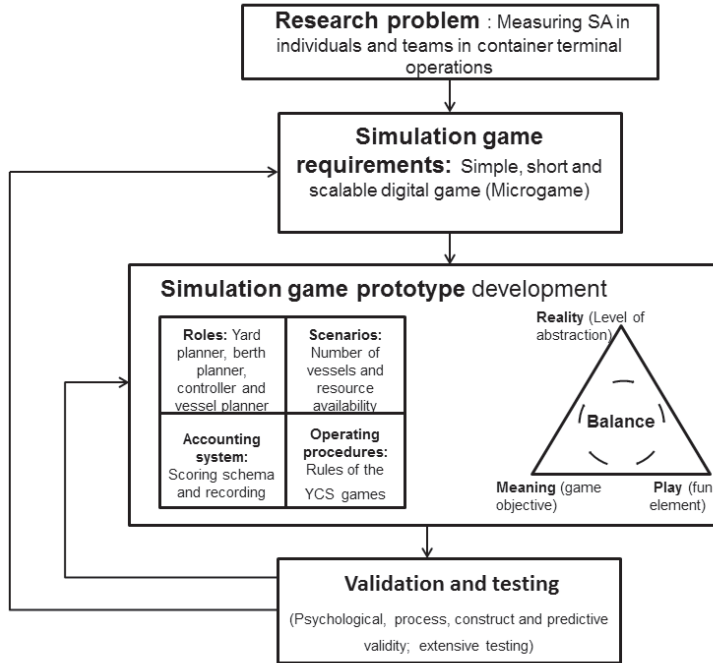 Research problem : Measuring SA in
individuals and teams in container terminal
operations
Simulation game
requirements: Simple, short and
scalable digital game (Microgame)
Simulation game prototype development
Roles: Yard
planner, berth
planner,
controller and
vessel planner
Scenarios:
Number of
vessels and
resource
availability
Accounting
system:
Scoring schema
and recording
Operating
procedures:
Rules of the
YCS games
Reality (Level of
abstraction)
Balance
Meaning (game
objective)
Play (fun
element)
Validation and testing
(Psychological, process, construct and predictive
validity; extensive testing)